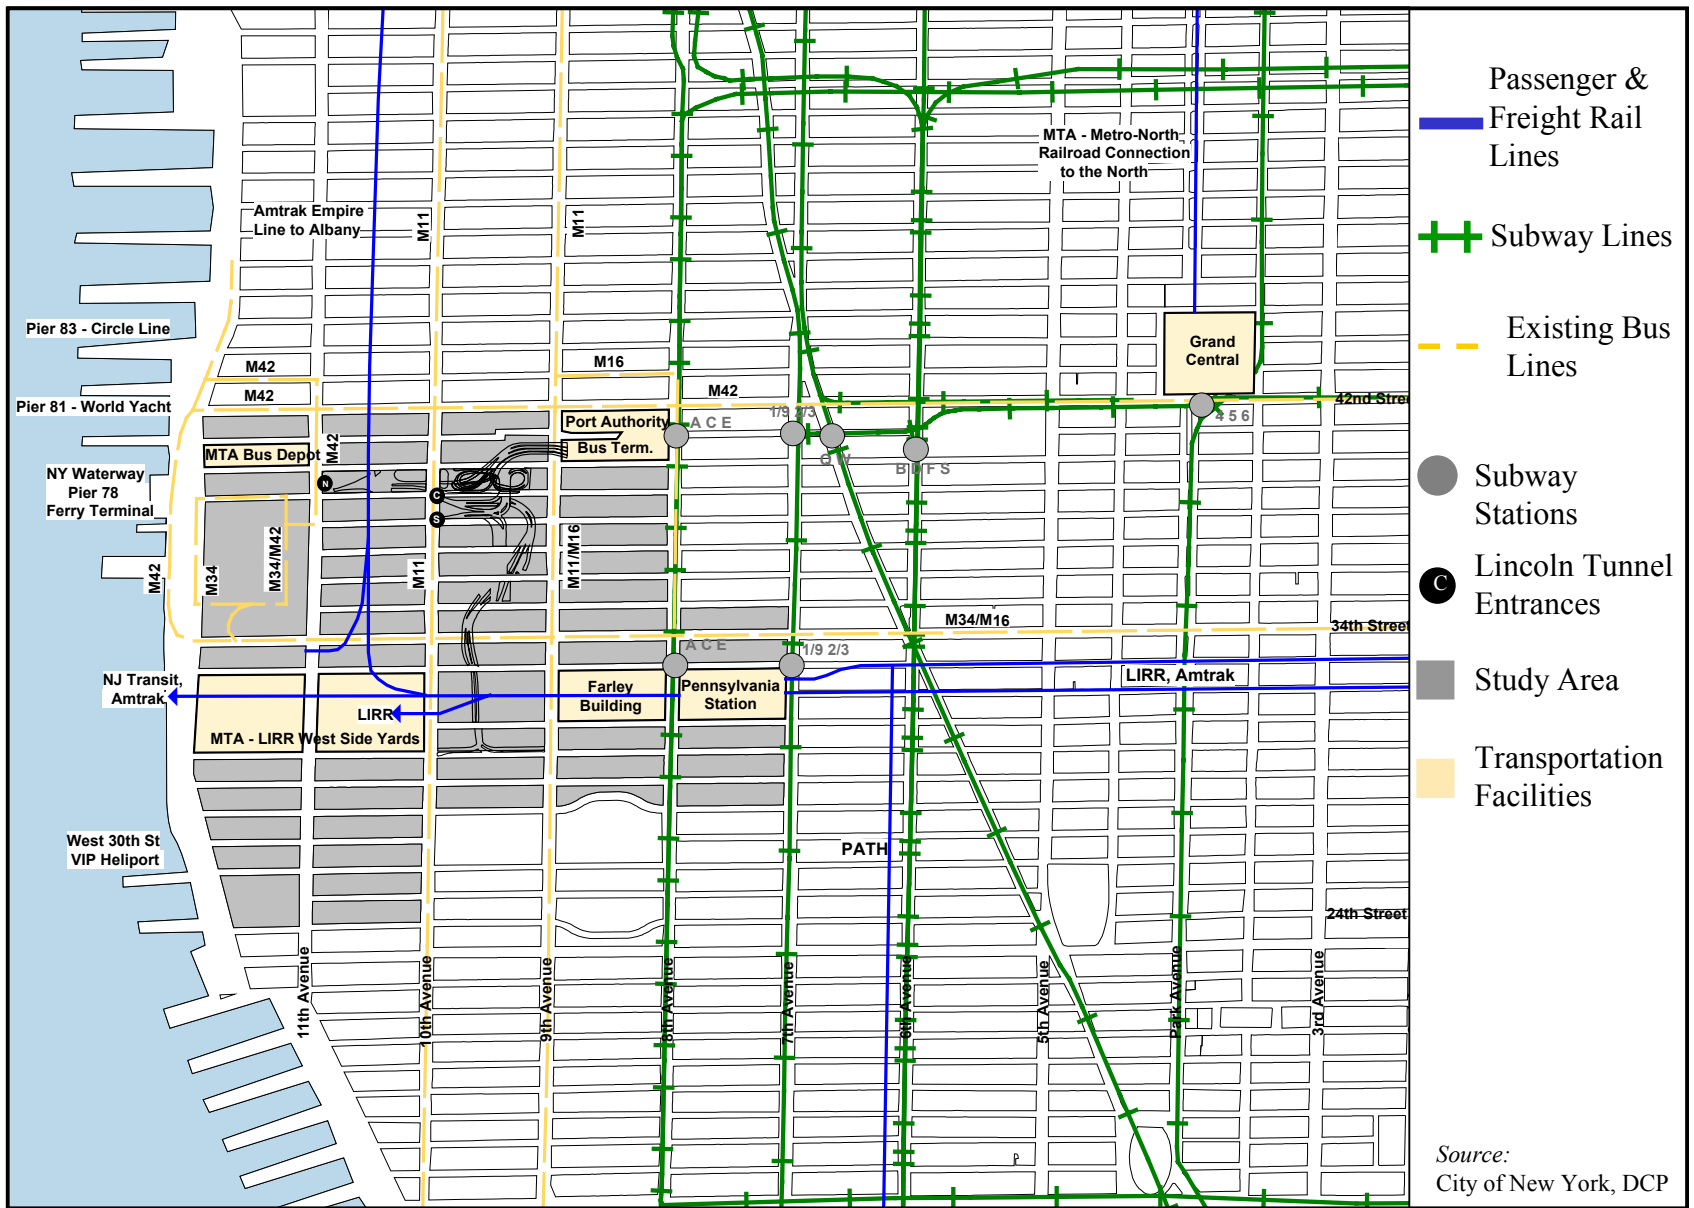 MTA - Metro-North
Railroad Connection
to the North
Amtrak Empire
Line to Albany
M11
M11
Pier 83 - Circle Line
Grand
Central
M42
M16
M42
M42
Pier 81 - World Yacht
42nd Stree
1/9 2/3
4 5 6
A C E
Port Authority
Bus Term.
MTA Bus Depot
M42
Q W
B D F S
NY Waterway
Pier 78
Ferry Terminal
N
C
S
M42
M34
M34/M42
M11
M11/M16
M34/M16
34th Street
A C E
1/9 2/3
NJ Transit,
Amtrak
LIRR
Farley
Building
Pennsylvania
Station
LIRR, Amtrak
MTA - LIRR West Side Yards
West 30th St
VIP Heliport
PATH
24th Street
11th Avenue
10th Avenue
9th Avenue
8th Avenue
7th Avenue
6th Avenue
5th Avenue
Park Avenue
3rd Avenue
Passenger &
Freight Rail
Lines
Subway Lines
Existing Bus
Lines
Subway
Stations
C
Lincoln Tunnel
Entrances
Study Area
Transportation
Facilities
Source:
City of New York, DCP